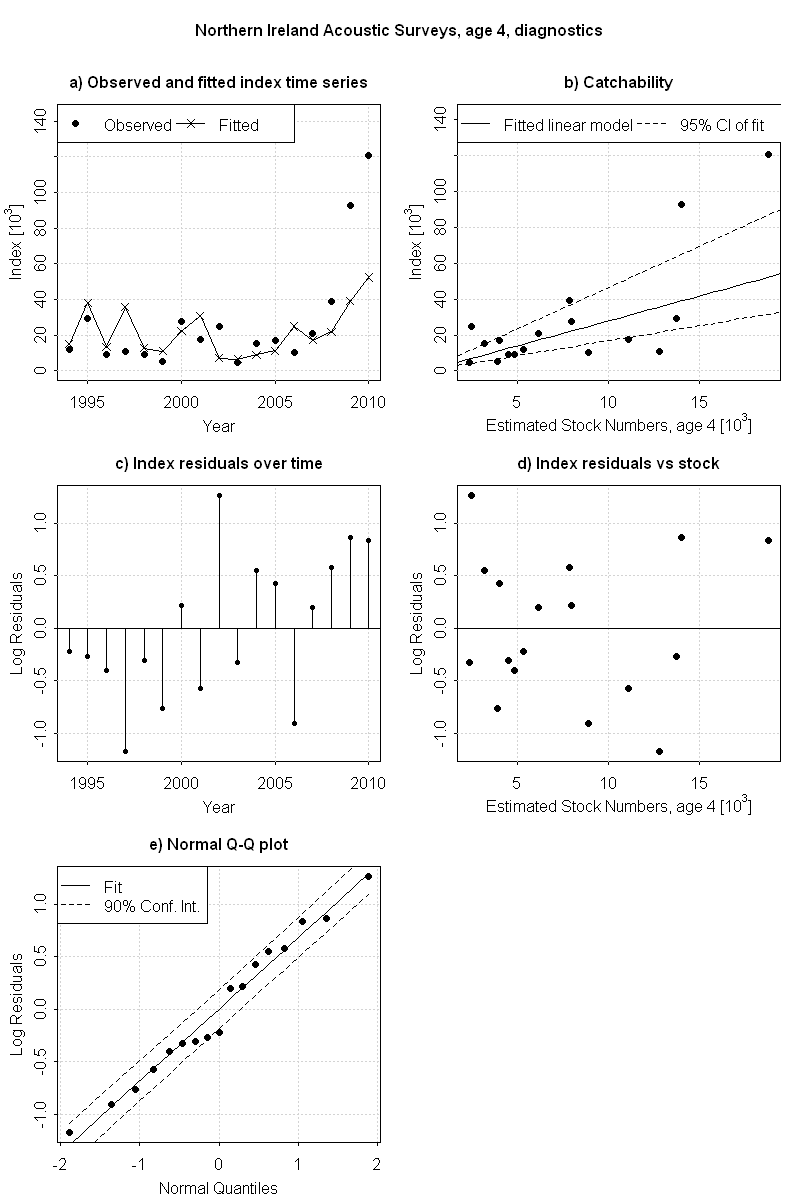 Northern Ireland Acoustic Surveys, age 4, diagnostics
a) Observed and fitted index time series
Observed Fitted
Index [10³]
0 20 40 60 80 100 140
1995 2000 2005 2010
Year
b) Catchability
Fitted linear model 95% CI of fit
Index [10³]
0 20 40 60 80 100 140
5 10 15
Estimated Stock Numbers, age 4 [10³]
c) Index residuals over time
Log Residuals
-1.0 -0.5 0.0 0.5 1.0
1995 2000 2005 2010
Year
d) Index residuals vs stock
Log Residuals
-1.0 -0.5 0.0 0.5 1.0
5 10 15
Estimated Stock Numbers, age 4 [10³]
e) Normal Q-Q plot
Fit
90% Conf. Int.
Log Residuals
-1.0 -0.5 0.0 0.5 1.0
-2 -1 0 1 2
Normal Quantiles